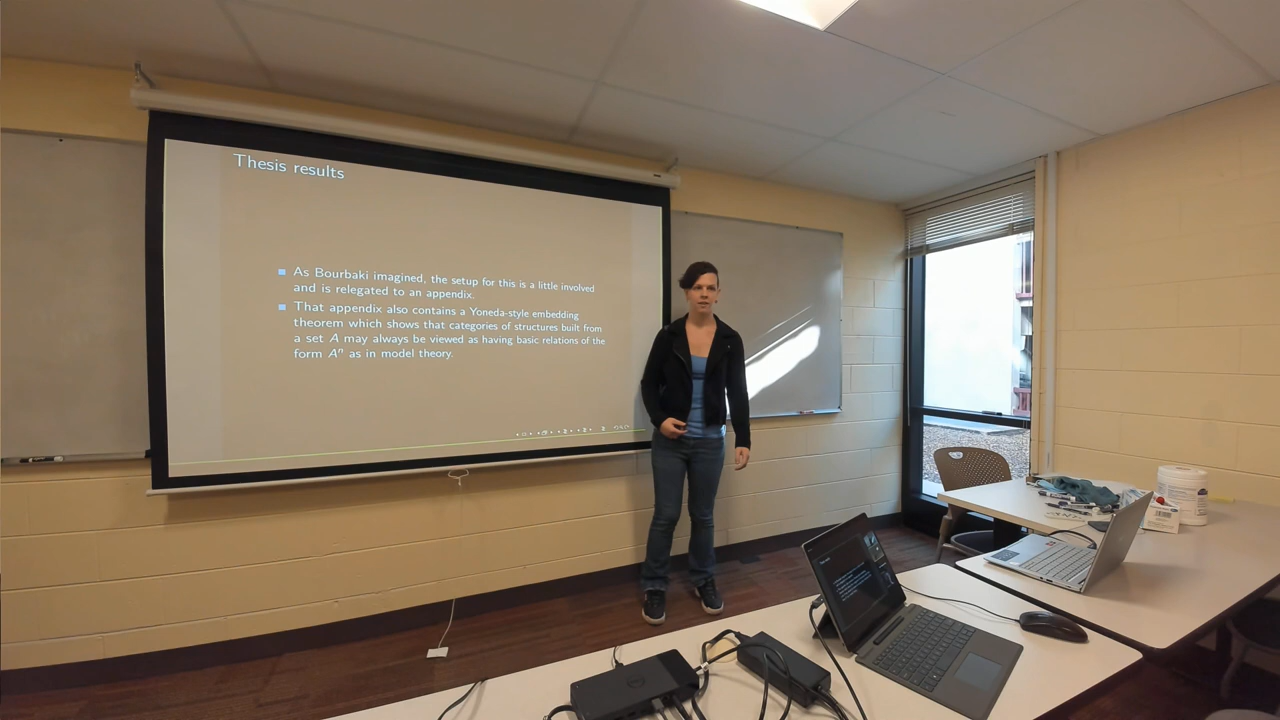 Thesis results
As Bourbaki imagined, the setup for this is a little involved
and is relegated to an appendix.
That appendix also contains a Yoneda-style embedding
theorem which shows that categories of structures built from
a set A may always be viewed as having basic relations of the
form Aⁿ as in model theory.